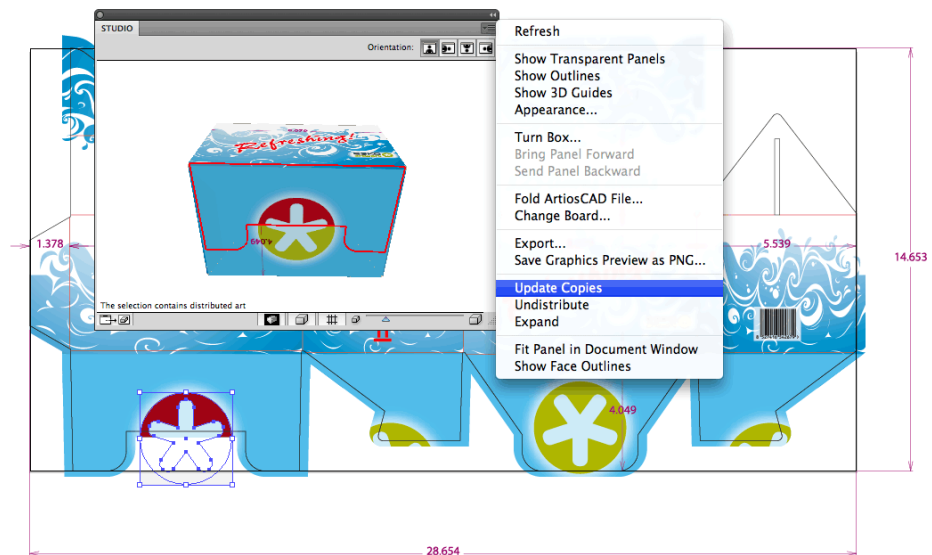 STUDIO
Orientation:
Refreshing!
4.049
The selection contains distributed art
Refresh
Show Transparent Panels
Show Outlines
Show 3D Guides
Appearance...
Turn Box...
Bring Panel Forward
Send Panel Backward
Fold ArtiosCAD File...
Change Board...
Export...
Save Graphics Preview as PNG...
Update Copies
Undistribute
Expand
Fit Panel in Document Window
Show Face Outlines
1.378
5.539
14.653
4.049
28.654